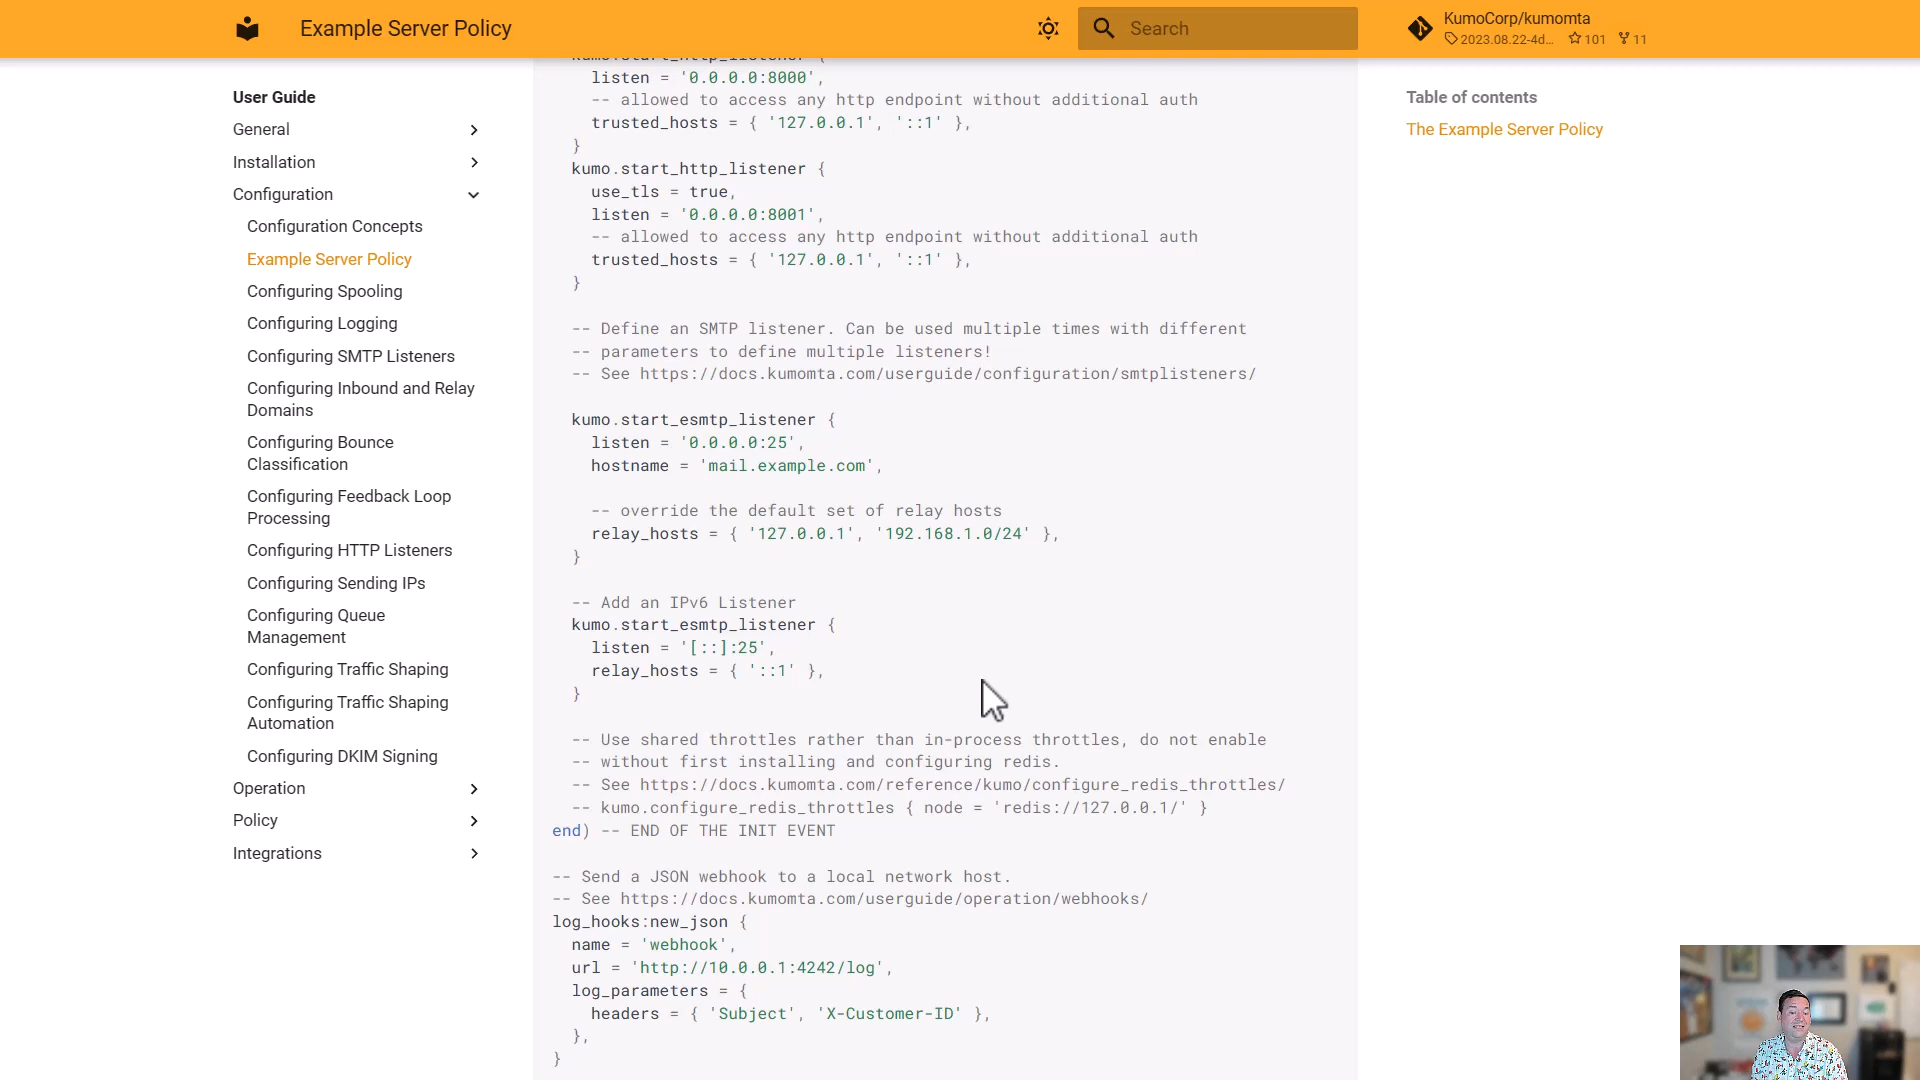 Example Server Policy
Search
KumoCorp/kumomta
2023.08.22-4d... 101 11
User Guide
General
Installation
Configuration
Configuration Concepts
Example Server Policy
Configuring Spooling
Configuring Logging
Configuring SMTP Listeners
Configuring Inbound and Relay
Domains
Configuring Bounce
Classification
Configuring Feedback Loop
Processing
Configuring HTTP Listeners
Configuring Sending IPs
Configuring Queue
Management
Configuring Traffic Shaping
Configuring Traffic Shaping
Automation
Configuring DKIM Signing
Operation
Policy
Integrations
kumo.start_http_listener {
listen = '0.0.0.0:8000',
-- allowed to access any http endpoint without additional auth
trusted_hosts = { '127.0.0.1', '::1' },
}
kumo.start_http_listener {
use_tls = true,
listen = '0.0.0.0:8001',
-- allowed to access any http endpoint without additional auth
trusted_hosts = { '127.0.0.1', '::1' },
}
-- Define an SMTP listener. Can be used multiple times with different
-- parameters to define multiple listeners!
-- See https://docs.kumomta.com/userguide/configuration/smtplisteners/
kumo.start_esmtp_listener {
listen = '0.0.0.0:25',
hostname = 'mail.example.com',
-- override the default set of relay hosts
relay_hosts = { '127.0.0.1', '192.168.1.0/24' },
}
-- Add an IPv6 Listener
kumo.start_esmtp_listener {
listen = '[::]:25',
relay_hosts = { '::1' },
}
-- Use shared throttles rather than in-process throttles, do not enable
-- without first installing and configuring redis.
-- See https://docs.kumomta.com/reference/kumo/configure_redis_throttles/
-- kumo.configure_redis_throttles { node = 'redis://127.0.0.1/' }
end) -- END OF THE INIT EVENT
-- Send a JSON webhook to a local network host.
-- See https://docs.kumomta.com/userguide/operation/webhooks/
log_hooks:new_json {
name = 'webhook',
url = 'http://10.0.0.1:4242/log',
log_parameters = {
headers = { 'Subject', 'X-Customer-ID' },
},
}
Table of contents
The Example Server Policy